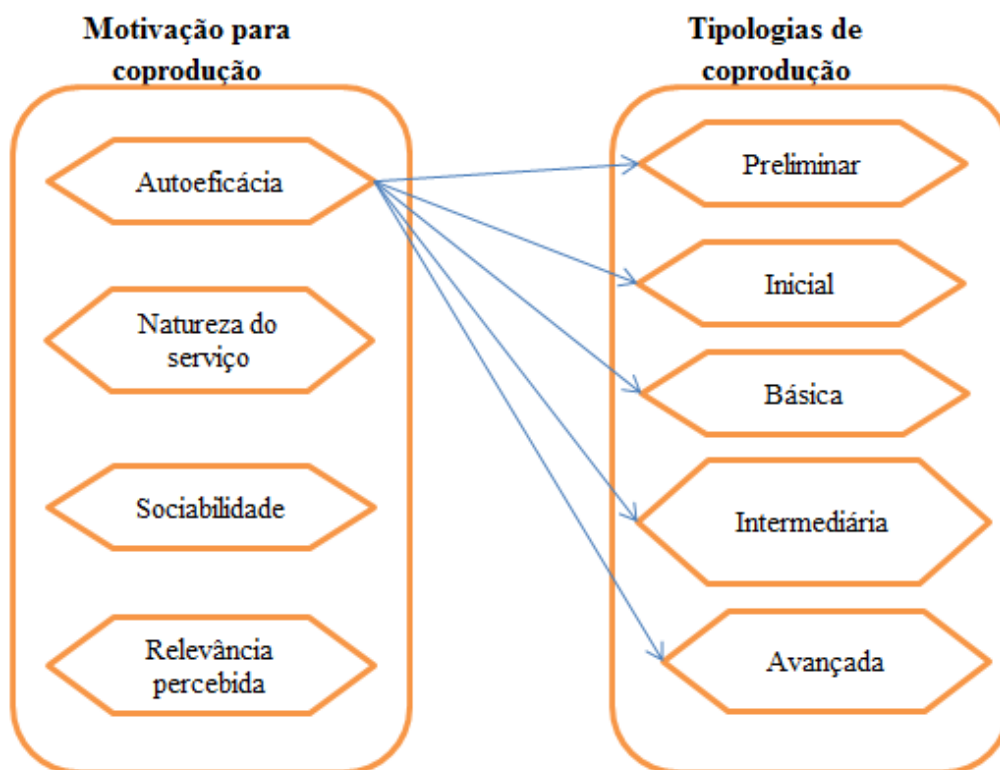 Motivação para
coprodução
Autoeficácia
Natureza do
serviço
Sociabilidade
Relevância
percebida
Tipologias de
coprodução
Preliminar
Inicial
Básica
Intermediária
Avançada